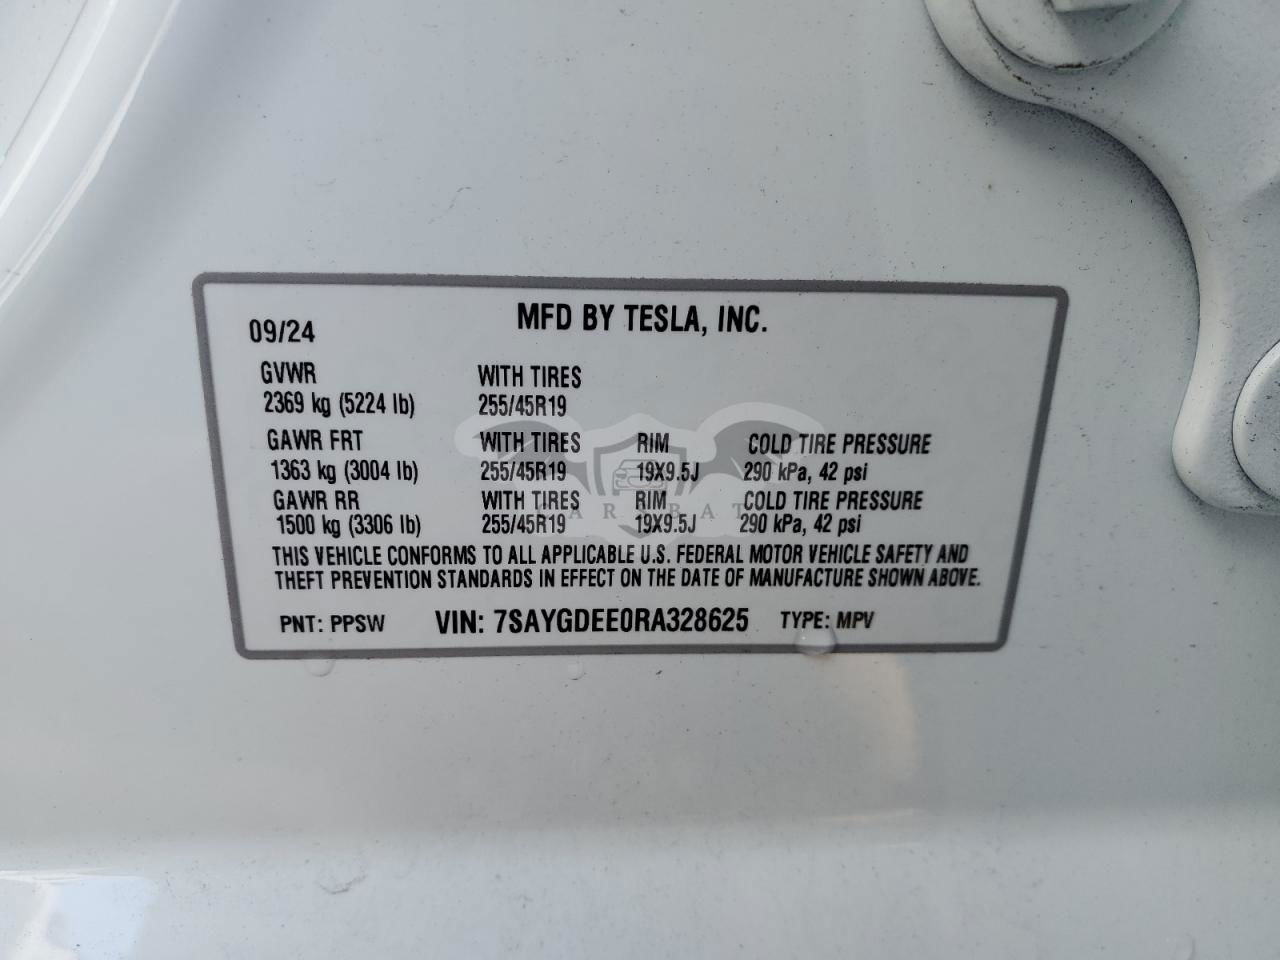 MFD BY TESLA, INC.
09/24
GVWR WITH TIRES
2369 kg (5224 lb) 255/45R19
GAWR FRT WITH TIRES RIM COLD TIRE PRESSURE
1363 kg (3004 lb) 255/45R19 19X9.5J 290 kPa, 42 psi
GAWR RR WITH TIRES RIM COLD TIRE PRESSURE
1500 kg (3306 lb) 255/45R19 19X9.5J 290 kPa, 42 psi
CARSBAT
THIS VEHICLE CONFORMS TO ALL APPLICABLE U.S. FEDERAL MOTOR VEHICLE SAFETY AND
THEFT PREVENTION STANDARDS IN EFFECT ON THE DATE OF MANUFACTURE SHOWN ABOVE.
PNT: PPSW VIN: 7SAYGDEE0RA328625 TYPE: MPV